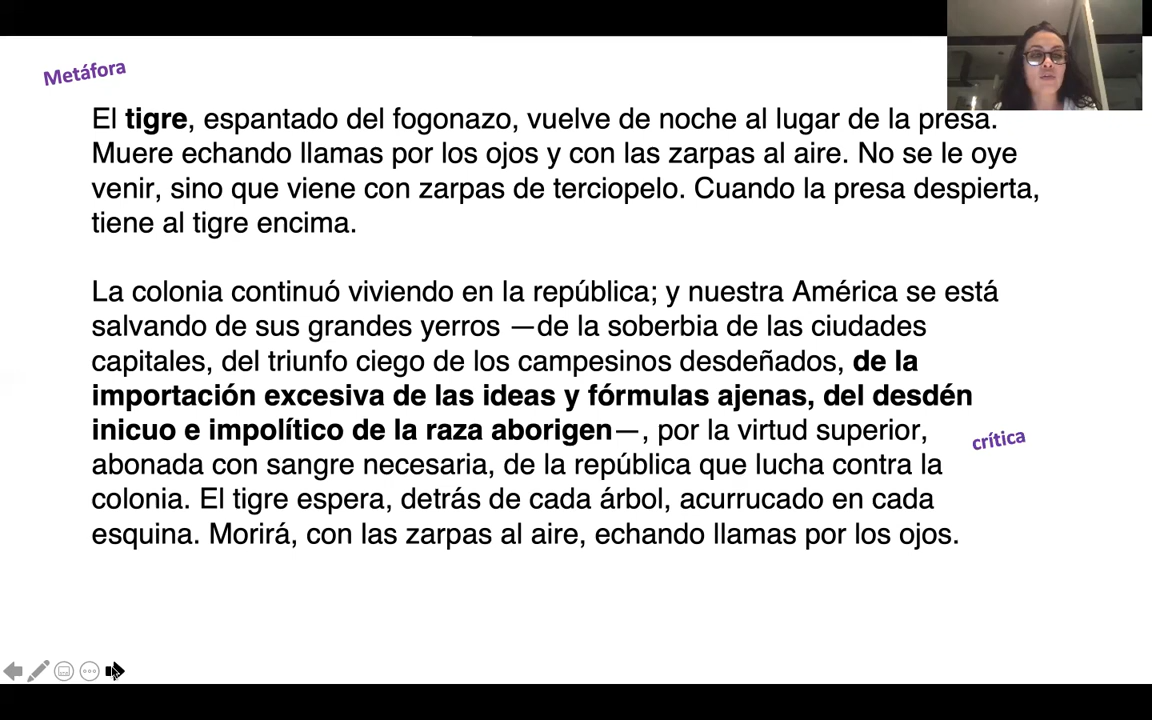 Metáfora
El tigre, espantado del fogonazo, vuelve de noche al lugar de la presa.
Muere echando llamas por los ojos y con las zarpas al aire. No se le oye
venir, sino que viene con zarpas de terciopelo. Cuando la presa despierta,
tiene al tigre encima.
La colonia continuó viviendo en la república; y nuestra América se está
salvando de sus grandes yerros —de la soberbia de las ciudades
capitales, del triunfo ciego de los campesinos desdeñados, de la
importación excesiva de las ideas y fórmulas ajenas, del desdén
inicuo e impolítico de la raza aborigen—, por la virtud superior,
crítica
abonada con sangre necesaria, de la república que lucha contra la
colonia. El tigre espera, detrás de cada árbol, acurrucado en cada
esquina. Morirá, con las zarpas al aire, echando llamas por los ojos.